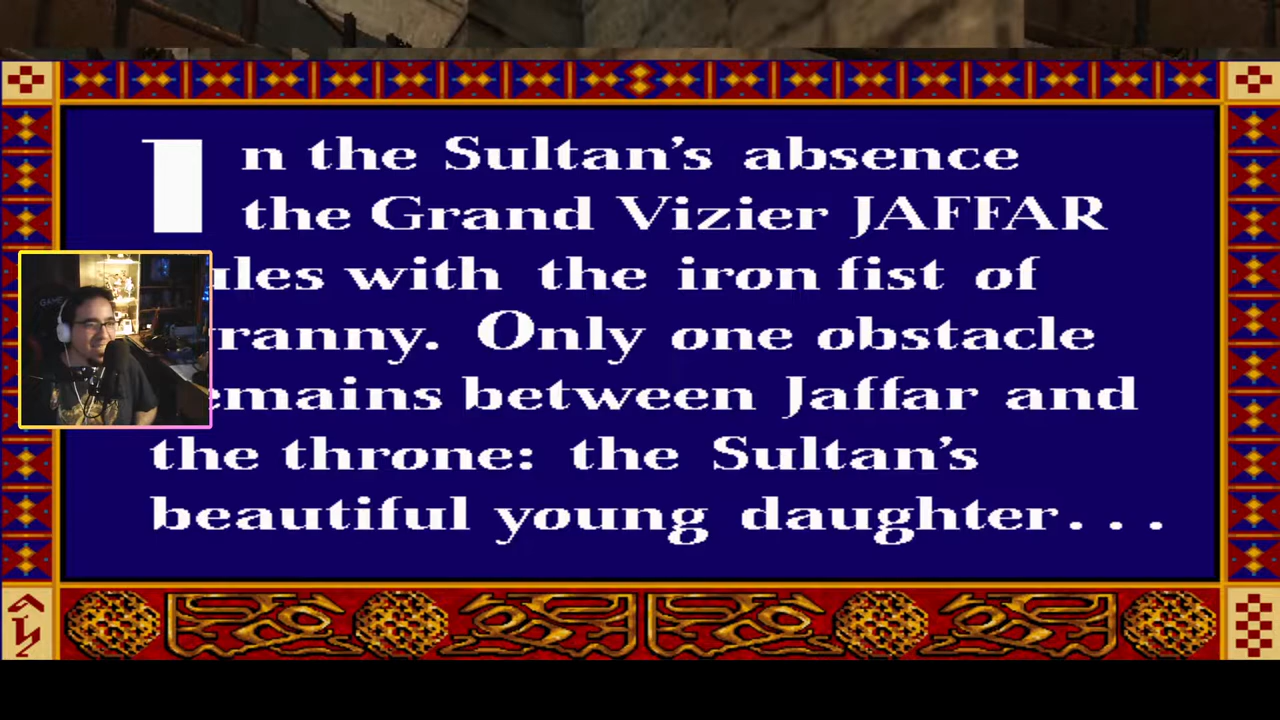 In the Sultan's absence
the Grand Vizier JAFFAR
ules with the iron fist of
ranny. Only one obstacle
emains between Jaffar and
the throne: the Sultan's
beautiful young daughter...